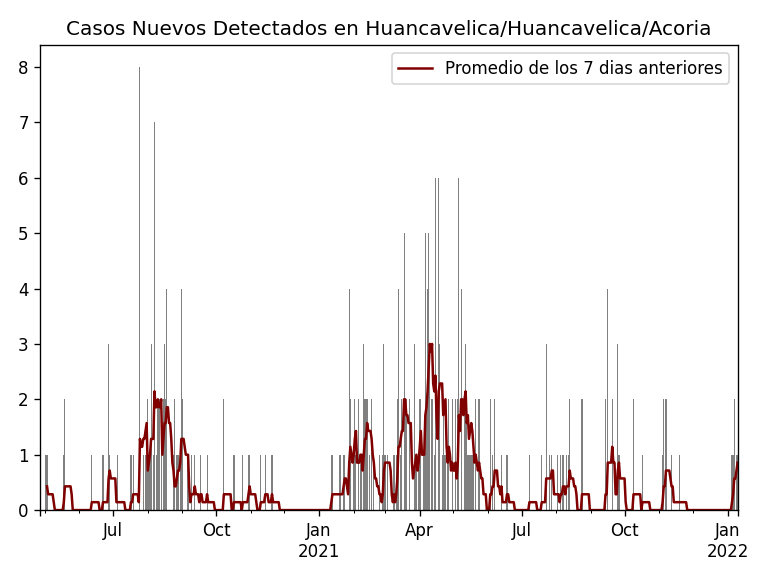 Casos Nuevos Detectados en Huancavelica/Huancavelica/Acoria
Promedio de los 7 dias anteriores
8
7
6
5
4
3
2
1
0
Jul
Oct
Jan
2021
Apr
Jul
Oct
Jan
2022